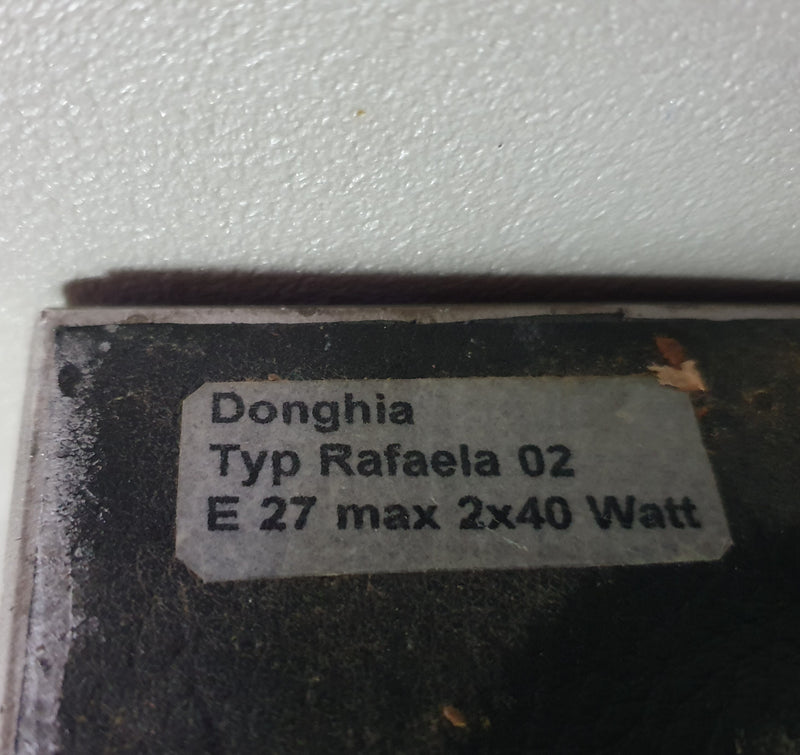 Donghia
Typ Rafaela 02
E 27 max 2x40 Watt